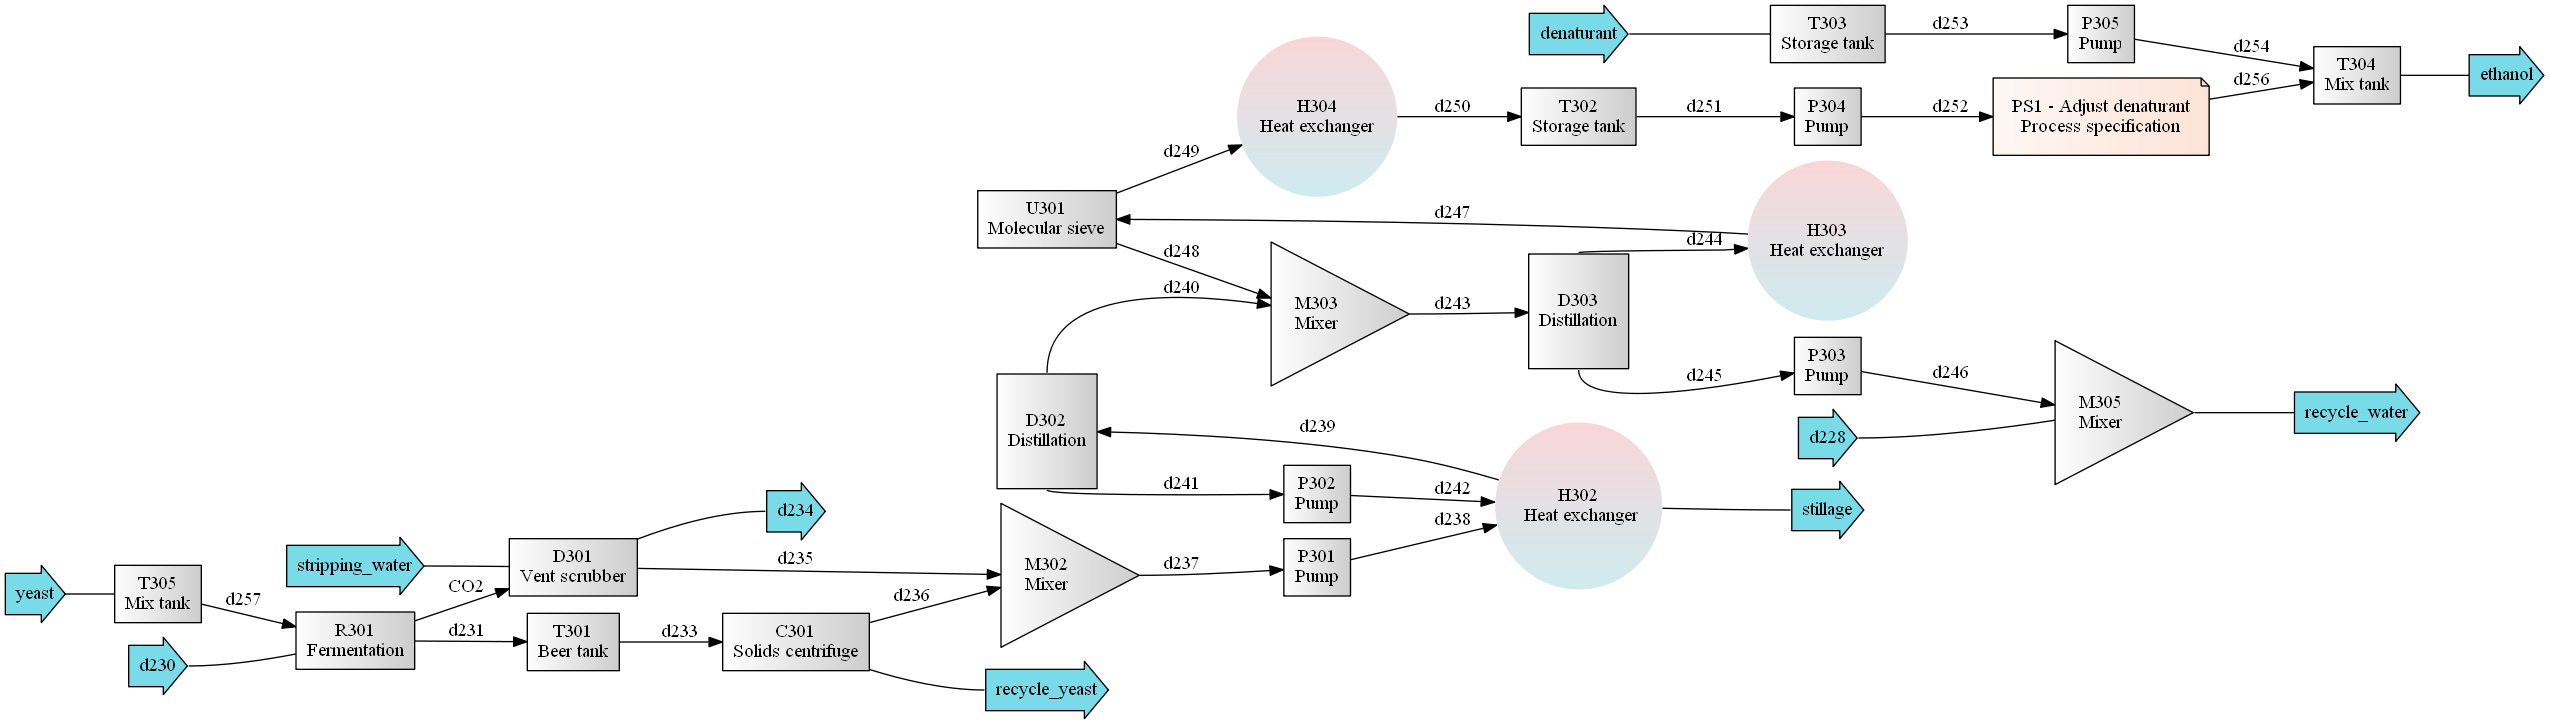 denaturant
T303
Storage tank
d253
P305
Pump
d254
T304
Mix tank
ethanol
H304
Heat exchanger
d250
T302
Storage tank
d251
P304
Pump
d252
PS1 - Adjust denaturant
Process specification
d256
d249
U301
Molecular sieve
d247
H303
Heat exchanger
d244
d248
d240
M303
Mixer
d243
D303
Distillation
d245
P303
Pump
d246
M305
Mixer
recycle_water
d228
D302
Distillation
d239
d241
P302
Pump
d242
H302
Heat exchanger
stillage
d238
d234
stripping_water
D301
Vent scrubber
d235
M302
Mixer
d237
P301
Pump
yeast
T305
Mix tank
d257
CO2
d236
d230
R301
Fermentation
d231
T301
Beer tank
d233
C301
Solids centrifuge
recycle_yeast